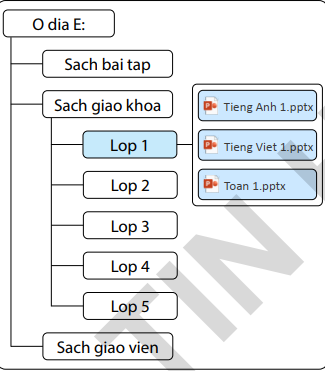 O dia E:
Sach bai tap
Sach giao khoa
Lop 1
Tieng Anh 1.pptx
Tieng Viet 1.pptx
Toan 1.pptx
Lop 2
Lop 3
Lop 4
Lop 5
Sach giao vien
TIN